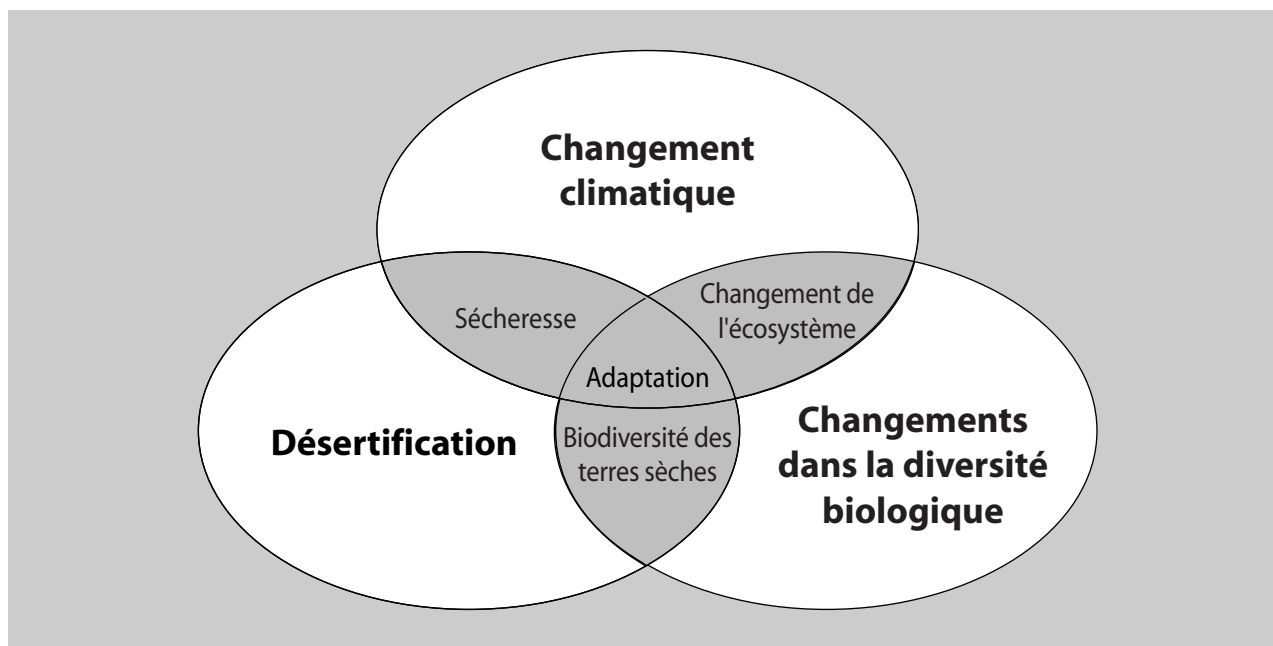 Changement
climatique
Sécheresse
Changement de
l'écosystème
Adaptation
Désertification
Biodiversité des
terres sèches
Changements
dans la diversité
biologique